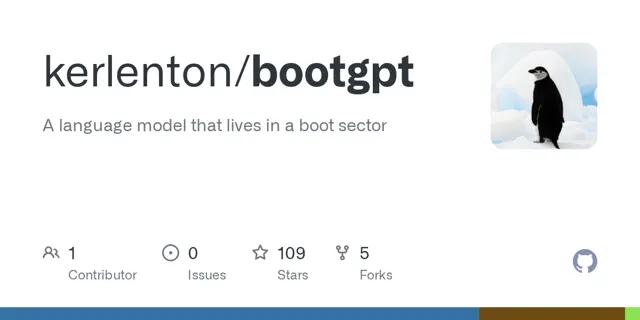 kerlenton/bootgpt
A language model that lives in a boot sector
1 0 109 5
Contributor Issues Stars Forks